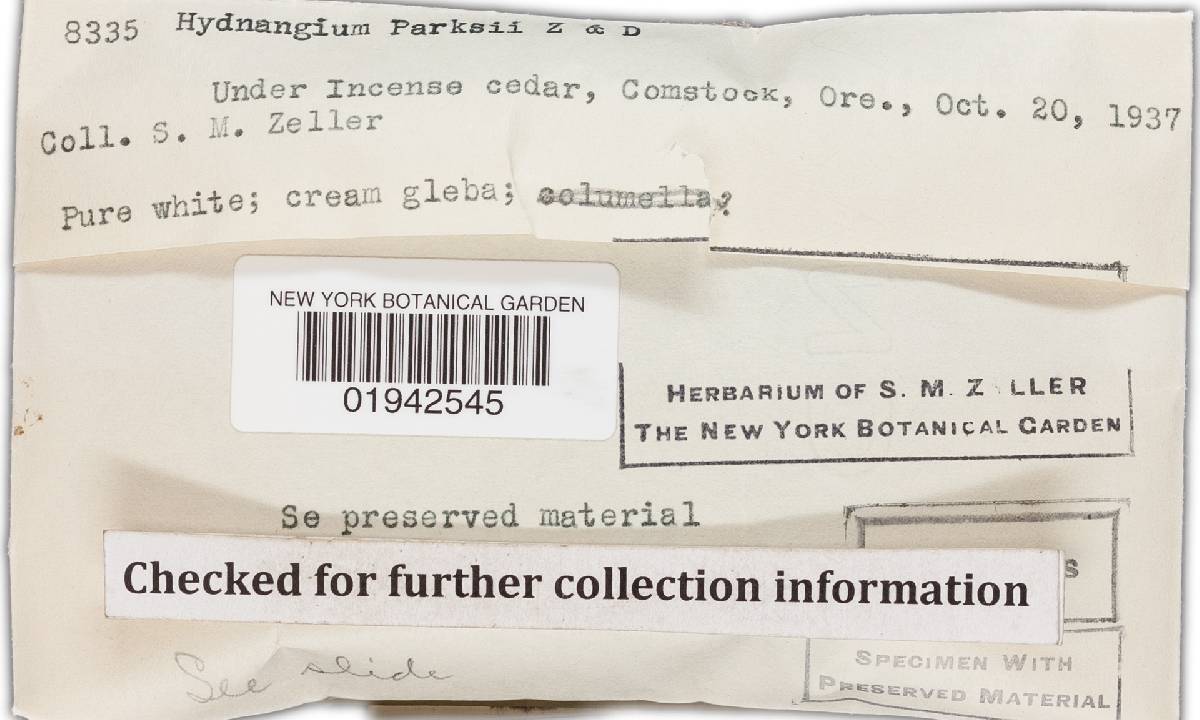 8335 Hydnangium Parksii Z & D
Under Incense cedar, Comstock, Ore., Oct. 20, 1937
Coll. S. M. Zeller
Pure white; cream gleba; columella?
NEW YORK BOTANICAL GARDEN
01942545
HERBARIUM OF S. M. Z LLER
THE NEW YORK BOTANICAL GARDEN
Se preserved material
Checked for further collection information
S
See slide
SPECIMEN WITH
PRESERVED MATERIAL